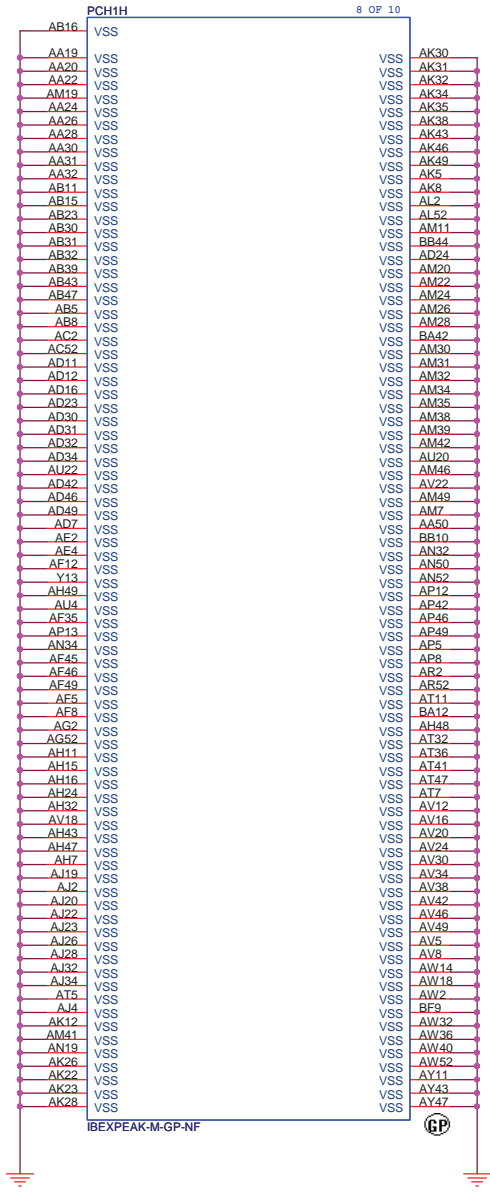 PCH1H 8 OF 10
AB16 VSS
AA19 VSS VSS AK30
AA20 VSS VSS AK31
AA22 VSS VSS AK32
AM19 VSS VSS AK34
AA24 VSS VSS AK35
AA26 VSS VSS AK38
AA28 VSS VSS AK43
AA30 VSS VSS AK46
AA31 VSS VSS AK49
AA32 VSS VSS AK5
AB11 VSS VSS AK8
AB15 VSS VSS AL2
AB23 VSS VSS AL52
AB30 VSS VSS AM11
AB31 VSS VSS BB44
AB32 VSS VSS AD24
AB39 VSS VSS AM20
AB43 VSS VSS AM22
AB47 VSS VSS AM24
AB5 VSS VSS AM26
AB8 VSS VSS AM28
AC2 VSS VSS BA42
AC52 VSS VSS AM30
AD11 VSS VSS AM31
AD12 VSS VSS AM32
AD16 VSS VSS AM34
AD23 VSS VSS AM35
AD30 VSS VSS AM38
AD31 VSS VSS AM39
AD32 VSS VSS AM42
AD34 VSS VSS AU20
AU22 VSS VSS AM46
AD42 VSS VSS AV22
AD46 VSS VSS AM49
AD49 VSS VSS AM7
AD7 VSS VSS AA50
AE2 VSS VSS BB10
AE4 VSS VSS AN32
AF12 VSS VSS AN50
Y13 VSS VSS AN52
AH49 VSS VSS AP12
AU4 VSS VSS AP42
AF35 VSS VSS AP46
AP13 VSS VSS AP49
AN34 VSS VSS AP5
AF45 VSS VSS AP8
AF46 VSS VSS AR2
AF49 VSS VSS AR52
AF5 VSS VSS AT11
AF8 VSS VSS BA12
AG2 VSS VSS AH48
AG52 VSS VSS AT32
AH11 VSS VSS AT36
AH15 VSS VSS AT41
AH16 VSS VSS AT47
AH24 VSS VSS AT7
AH32 VSS VSS AV12
AV18 VSS VSS AV16
AH43 VSS VSS AV20
AH47 VSS VSS AV24
AH7 VSS VSS AV30
AJ19 VSS VSS AV34
AJ2 VSS VSS AV38
AJ20 VSS VSS AV42
AJ22 VSS VSS AV46
AJ23 VSS VSS AV49
AJ26 VSS VSS AV5
AJ28 VSS VSS AV8
AJ32 VSS VSS AW14
AJ34 VSS VSS AW18
AT5 VSS VSS AW2
AJ4 VSS VSS BF9
AK12 VSS VSS AW32
AM41 VSS VSS AW36
AN19 VSS VSS AW40
AK26 VSS VSS AW52
AK22 VSS VSS AY11
AK23 VSS VSS AY43
AK28 VSS VSS AY47
IBEXPEAK-M-GP-NF GP